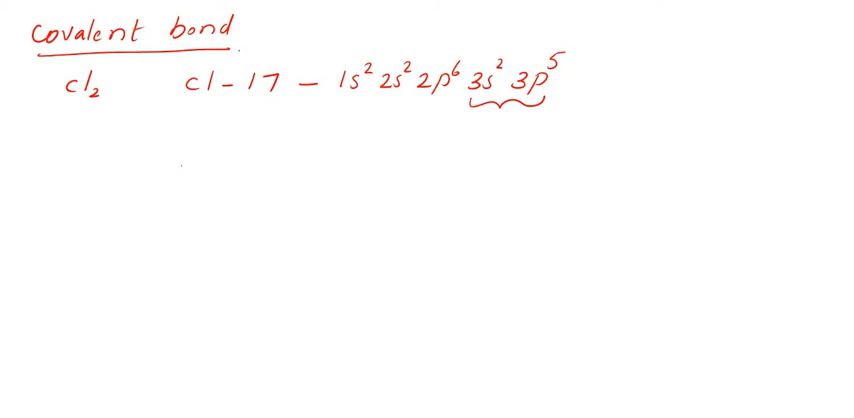 Covalent bond
Cl₂ Cl - 17 - 1s² 2s² 2p⁶ 3s² 3p⁵